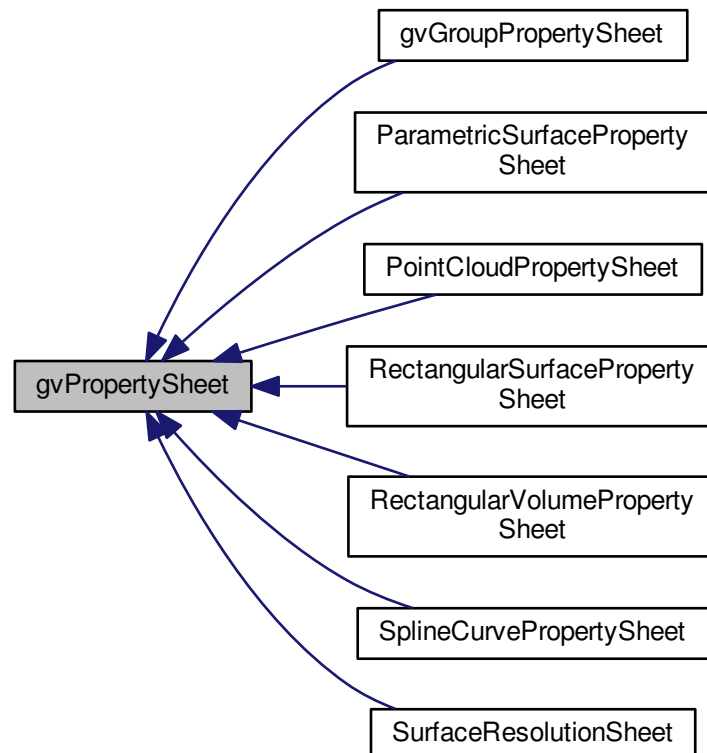 gvGroupPropertySheet
ParametricSurfaceProperty
Sheet
PointCloudPropertySheet
gvPropertySheet
RectangularSurfaceProperty
Sheet
RectangularVolumeProperty
Sheet
SplineCurvePropertySheet
SurfaceResolutionSheet